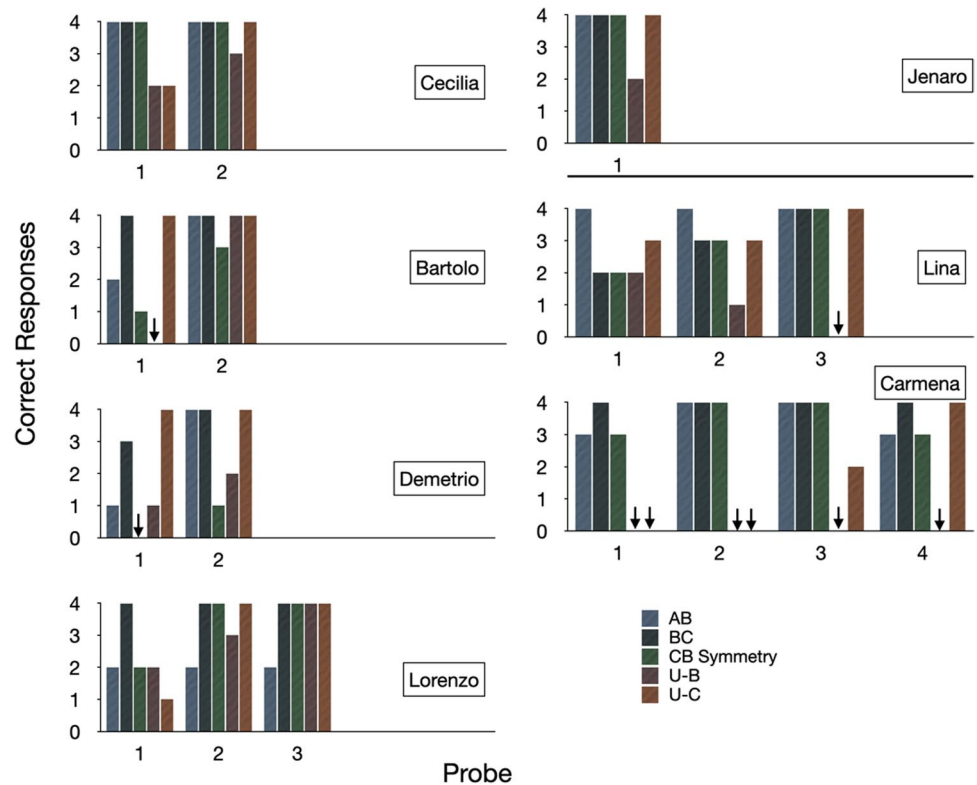 Correct Responses
4
3
2
1
0
1 2
Cecilia
4
3
2
1
0
1 2
Bartolo
4
3
2
1
0
1 2
Demetrio
4
3
2
1
0
1 2 3
Lorenzo
4
3
2
1
0
1
Jenaro
4
3
2
1
0
1 2 3
Lina
4
3
2
1
0
1 2 3 4
Carmena
AB
BC
CB Symmetry
U-B
U-C
Probe